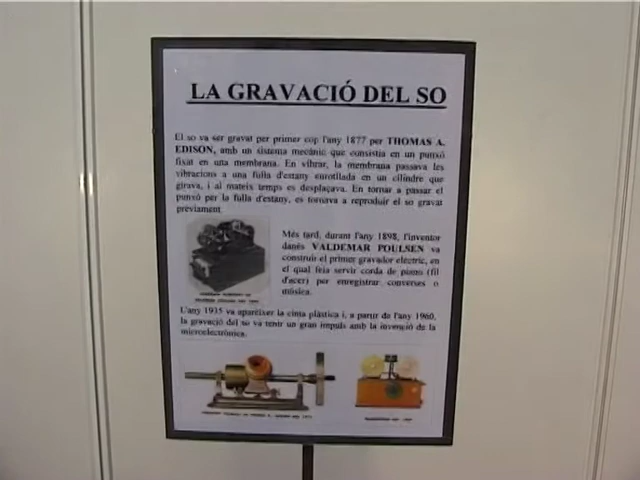 LA GRAVACIÓ DEL SO
El so va ser gravat per primer cop l'any 1877 per THOMAS A.
EDISON, amb un sistema mecànic que consistia en un punxó
fixat en una membrana. En vibrar, la membrana passava les
vibracions a una fulla d'estany enrotllada en un cilindre que
girava, i al mateix temps es desplaçava. En tornar a passar el
punxó per la fulla d'estany, es tornava a reproduir el so gravat
prèviament.
Més tard, durant l'any 1898, l'inventor
danès VALDEMAR POULSEN va
construir el primer gravador elèctric, en
el qual feia servir corda de piano (fil
d'acer) per enregistrar converses o
música.
L'any 1935 va aparèixer la cinta plàstica i, a partir de l'any 1960,
la gravació del so va tenir un gran impuls amb la invenció de la
microelectrònica.